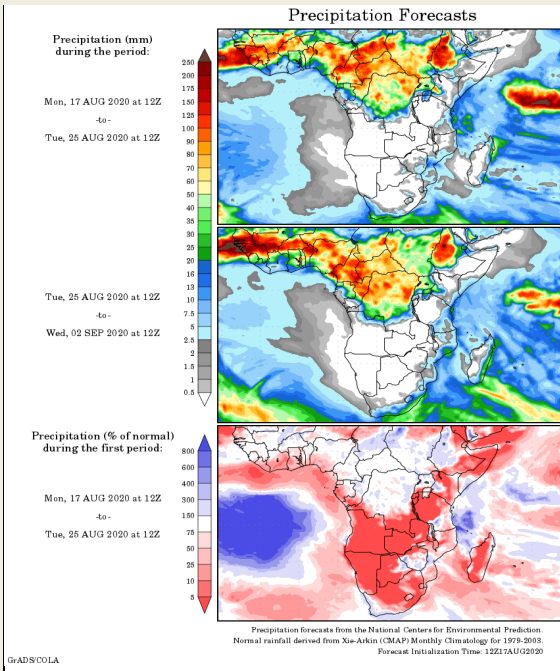 Precipitation Forecasts
Precipitation (mm)
during the period:
Mon, 17 AUG 2020 at 12Z
-to-
Tue, 25 AUG 2020 at 12Z
250
200
175
150
125
100
90
80
70
60
50
40
35
30
25
20
16
13
10
7.5
5
2.5
2
1.5
1
0.5
Tue, 25 AUG 2020 at 12Z
-to-
Wed, 02 SEP 2020 at 12Z
Precipitation (% of normal)
during the first period:
800
600
400
300
150
75
50
25
10
5
Mon, 17 AUG 2020 at 12Z
-to-
Tue, 25 AUG 2020 at 12Z
Precipitation forecasts from the National Centers for Environmental Prediction.
Normal rainfall derived from Xie-Arkin (CMAP) Monthly Climatology for 1979-2003.
Forecast Initialization Time: 12Z17AUG2020
GrADS/COLA